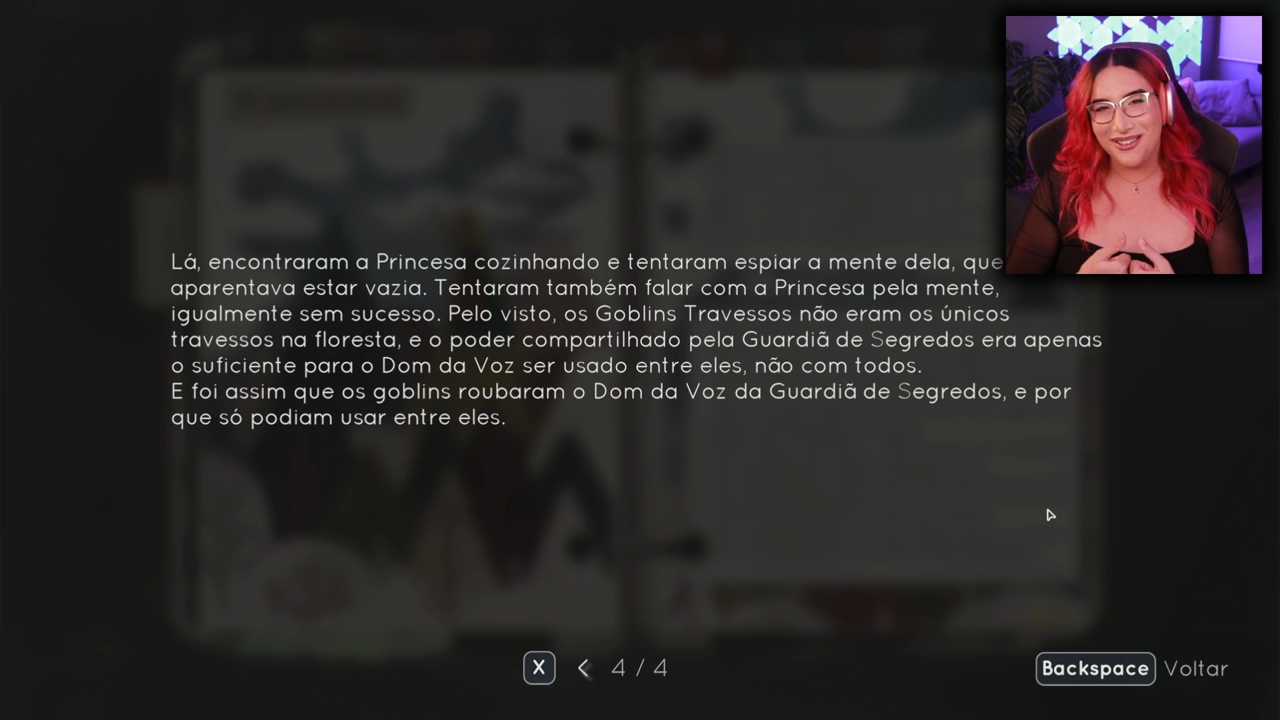 Lá, encontraram a Princesa cozinhando e tentaram espiar a mente dela, que
aparentava estar vazia. Tentaram também falar com a Princesa pela mente,
igualmente sem sucesso. Pelo visto, os Goblins Travessos não eram os únicos
travessos na floresta, e o poder compartilhado pela Guardiã de Segredos era apenas
o suficiente para o Dom da Voz ser usado entre eles, não com todos.
E foi assim que os goblins roubaram o Dom da Voz da Guardiã de Segredos, e por
que só podiam usar entre eles.
X < 4 / 4
Backspace Voltar